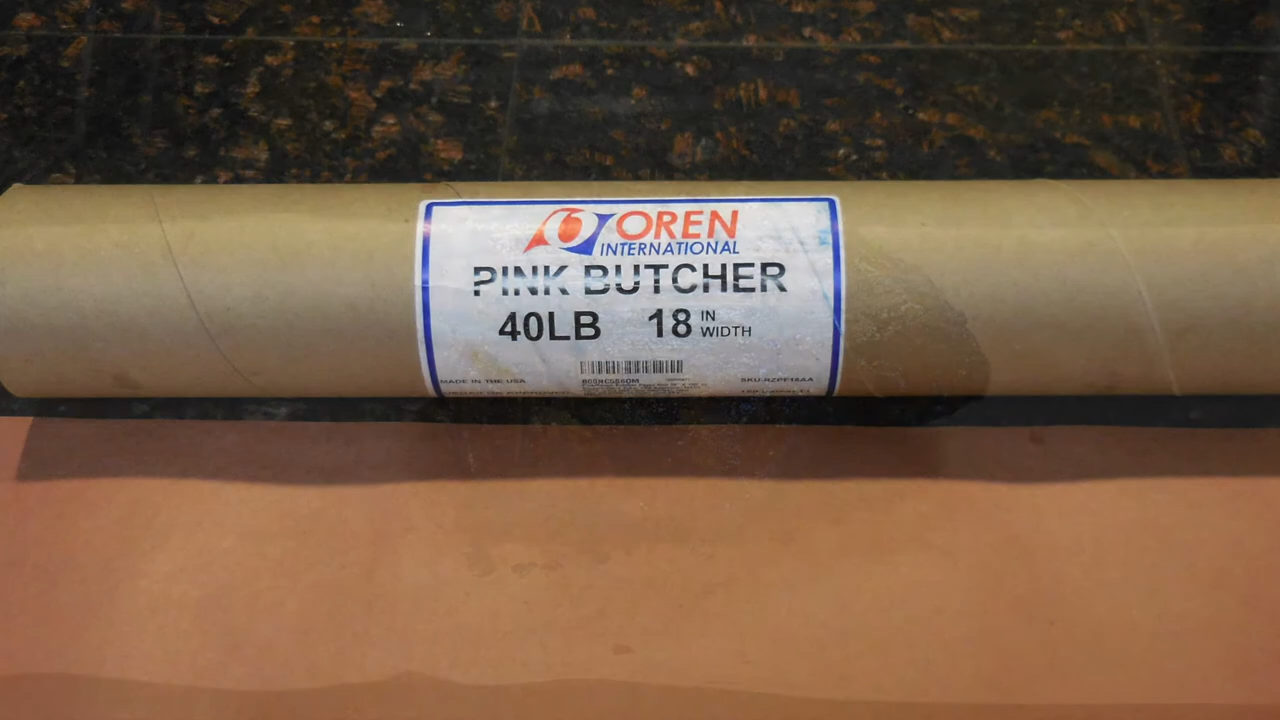 OREN
INTERNATIONAL
PINK BUTCHER
40LB 18 IN WIDTH
MADE IN THE USA